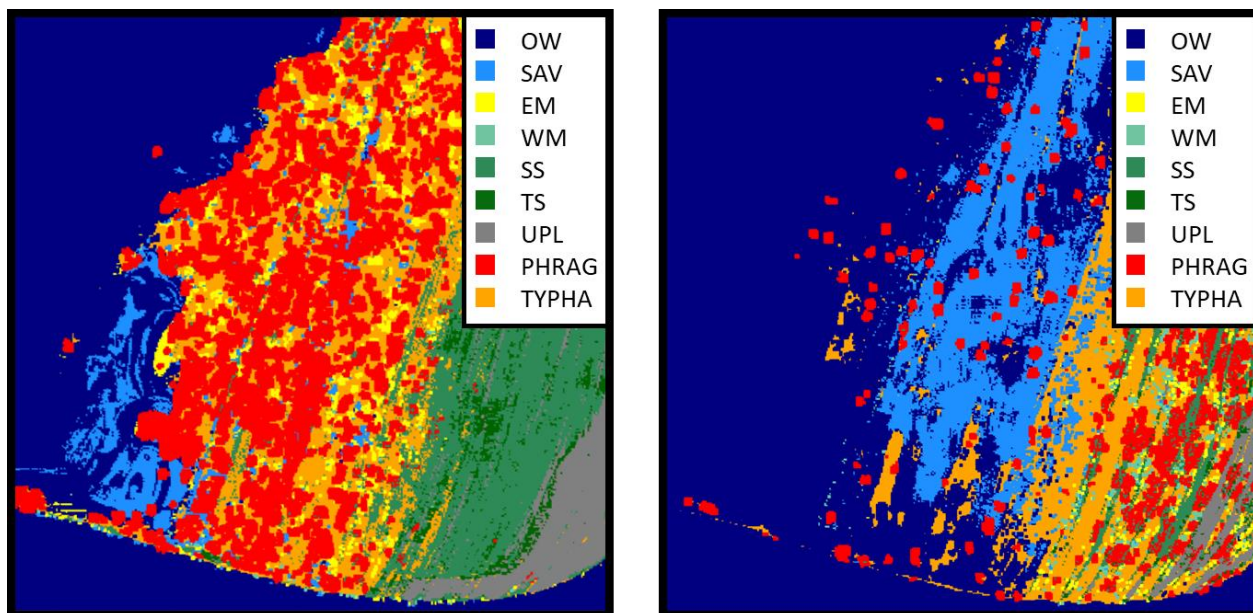 OW
SAV
EM
WM
SS
TS
UPL
PHRAG
TYPHA
OW
SAV
EM
WM
SS
TS
UPL
PHRAG
TYPHA